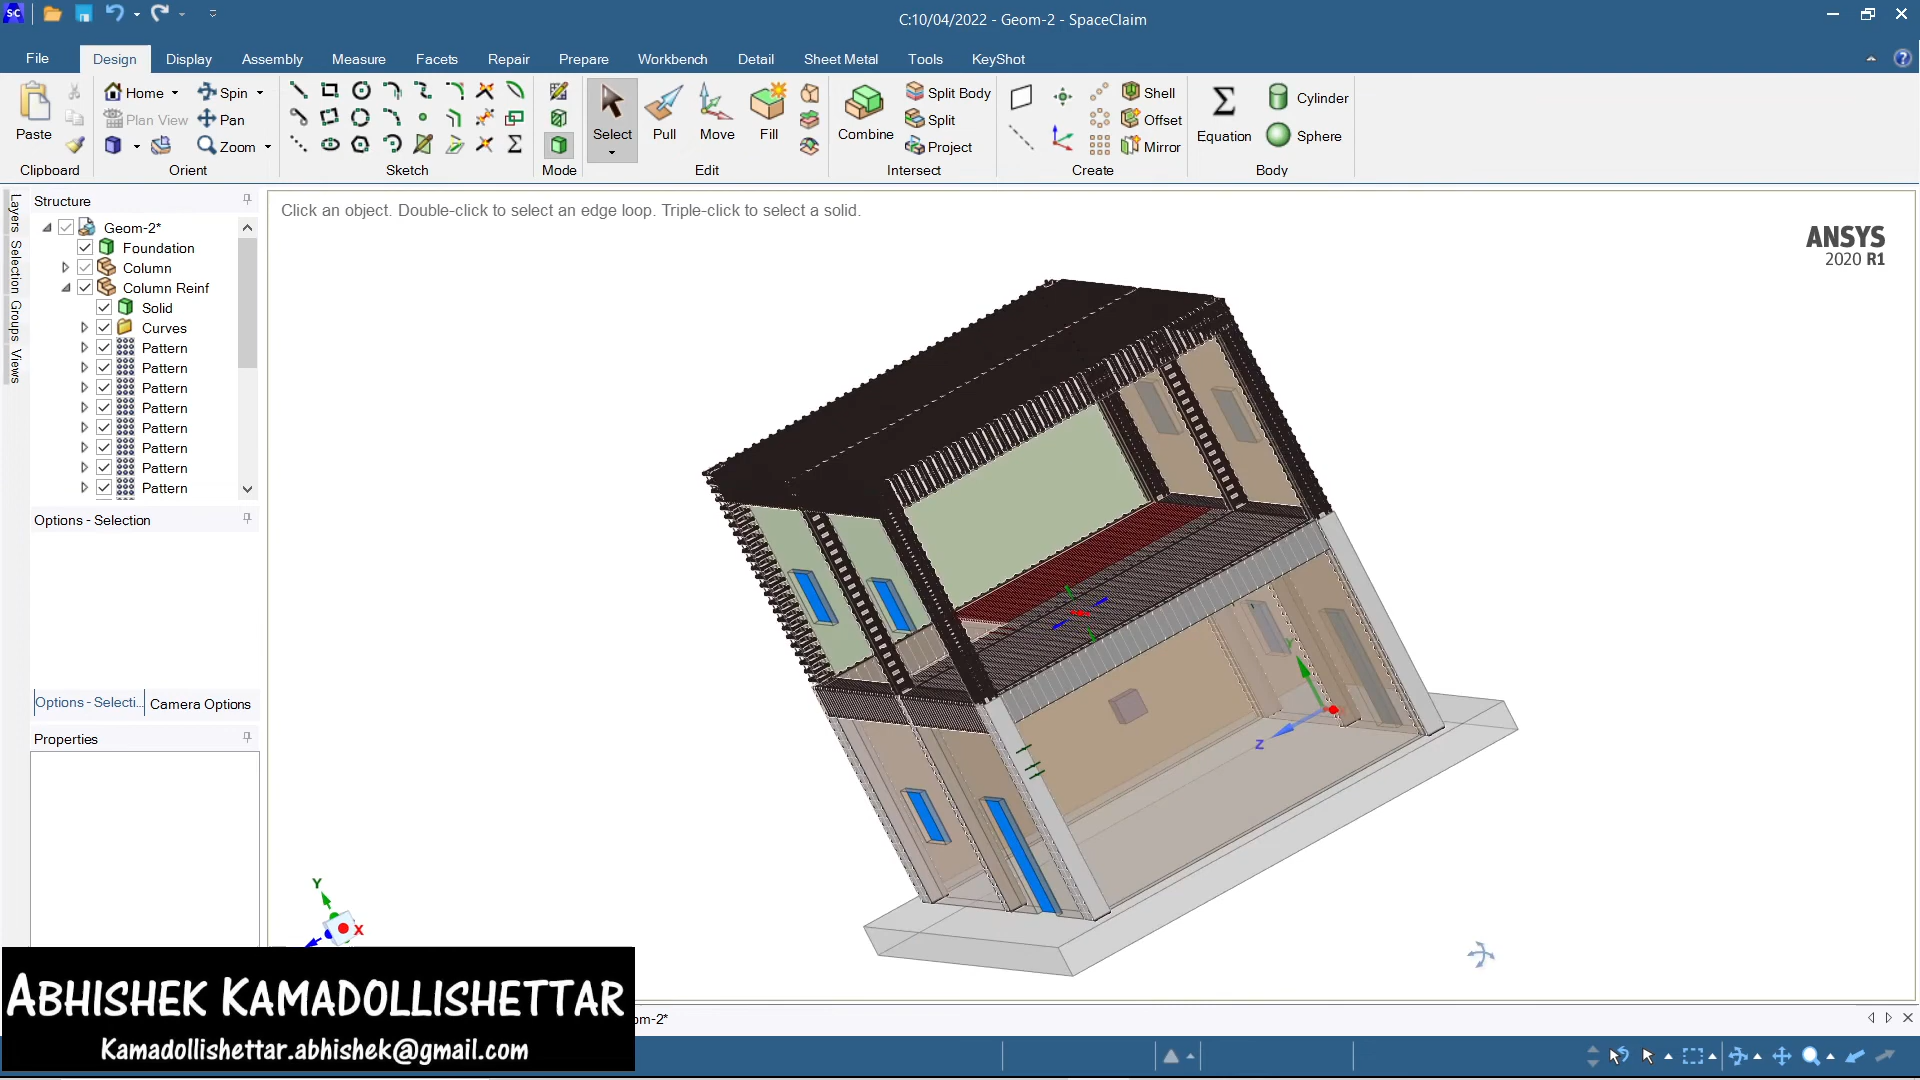 SC
C:10/04/2022 - Geom-2 - SpaceClaim
File Design Display Assembly Measure Facets Repair Prepare Workbench Detail Sheet Metal Tools KeyShot
Paste
Clipboard
Home Spin
Plan View Pan
Zoom
Orient
Sketch
Mode
Select Pull Move Fill
Edit
Combine
Split Body
Split
Project
Intersect
Shell
Offset
Mirror
Create
Equation
Cylinder
Sphere
Body
Layers Selection Groups Views
Structure
Geom-2*
Foundation
Column
Column Reinf
Solid
Curves
Pattern
Pattern
Pattern
Pattern
Pattern
Pattern
Pattern
Pattern
Options - Selection
Options - Selecti... Camera Options
Properties
Click an object. Double-click to select an edge loop. Triple-click to select a solid.
ANSYS
2020 R1
Y
Z
Y
X
ABHISHEK KAMADOLLISHETTAR
Kamadollishettar.abhishek@gmail.com
om-2*